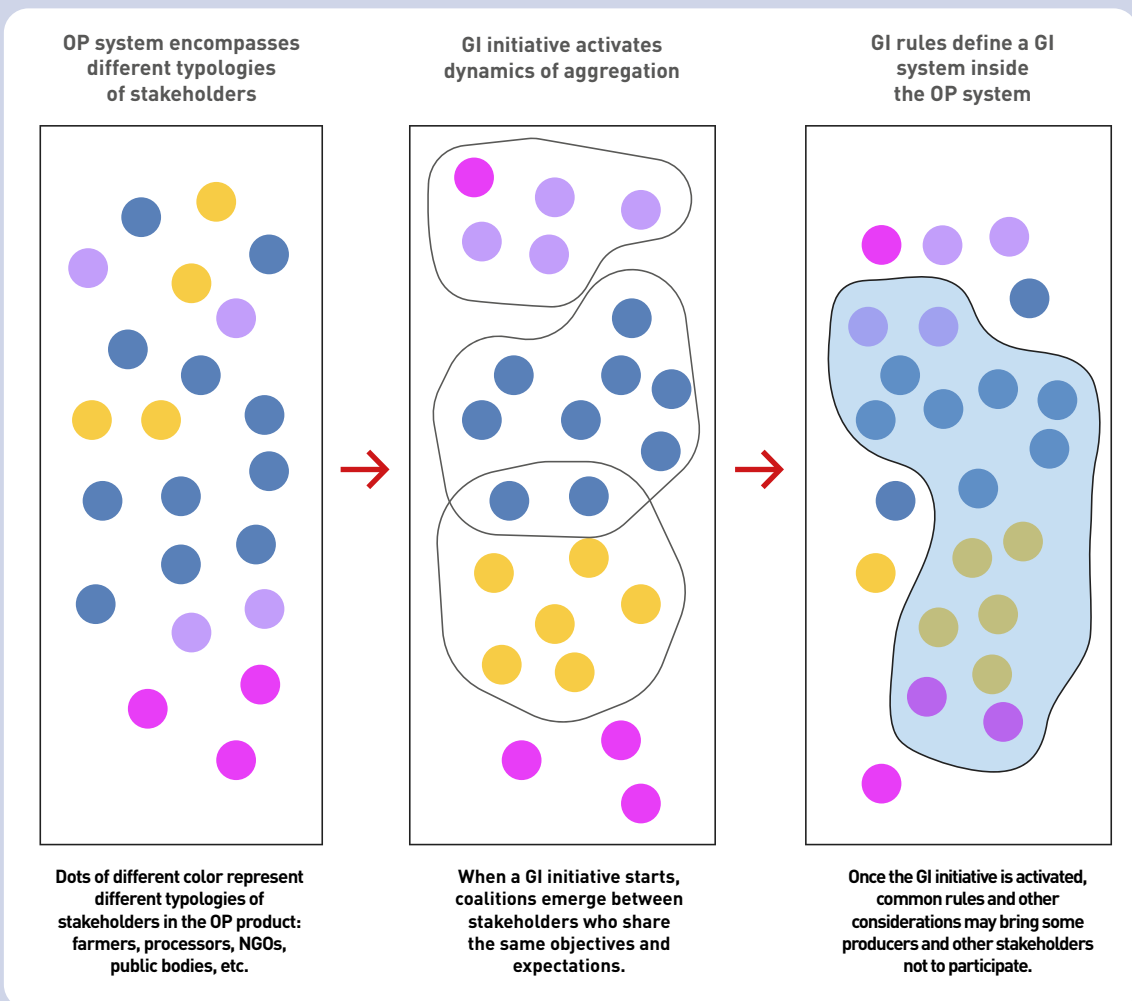 OP system encompasses
different typologies
of stakeholders
GI initiative activates
dynamics of aggregation
GI rules define a GI
system inside
the OP system
Dots of different color represent
different typologies of
stakeholders in the OP product:
farmers, processors, NGOs,
public bodies, etc.
When a GI initiative starts,
coalitions emerge between
stakeholders who share
the same objectives and
expectations.
Once the GI initiative is activated,
common rules and other
considerations may bring some
producers and other stakeholders
not to participate.